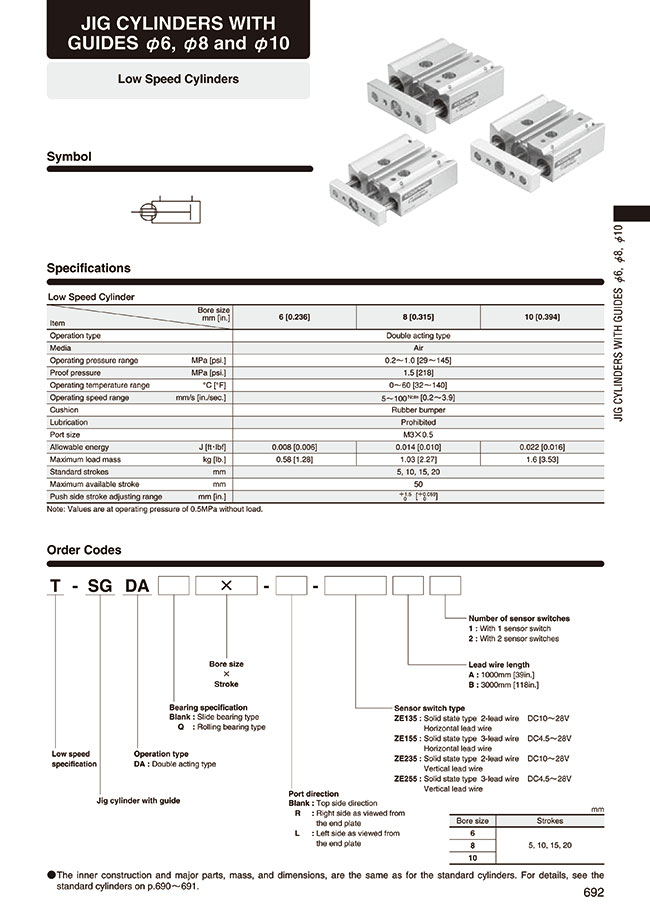 JIG CYLINDERS WITH
GUIDES φ6, φ8 and φ10
Low Speed Cylinders
Symbol
JIG CYLINDERS WITH GUIDES φ6, φ8, φ10
Specifications
Low Speed Cylinder
Item Bore size mm [in.] 6 [0.236] 8 [0.315] 10 [0.394]
Operation type Double acting type
Media Air
Operating pressure range MPa [psi.] 0.2～1.0 [29～145]
Proof pressure MPa [psi.] 1.5 [218]
Operating temperature range °C [°F] 0～60 [32～140]
Operating speed range mm/s [in./sec.] 5～100 Note [0.2～3.9]
Cushion Rubber bumper
Lubrication Prohibited
Port size M3×0.5
Allowable energy J [ft·lbf] 0.008 [0.006] 0.014 [0.010] 0.022 [0.016]
Maximum load mass kg [lb.] 0.58 [1.28] 1.03 [2.27] 1.6 [3.53]
Standard strokes mm 5, 10, 15, 20
Maximum available stroke mm 50
Push side stroke adjusting range mm [in.] +1.5 0 [+0.059 0]
Note: Values are at operating pressure of 0.5MPa without load.
Order Codes
T - SG DA × - -
Number of sensor switches
1 : With 1 sensor switch
2 : With 2 sensor switches
Lead wire length
A : 1000mm [39in.]
B : 3000mm [118in.]
Sensor switch type
ZE135 : Solid state type 2-lead wire DC10～28V
Horizontal lead wire
ZE155 : Solid state type 3-lead wire DC4.5～28V
Horizontal lead wire
ZE235 : Solid state type 2-lead wire DC10～28V
Vertical lead wire
ZE255 : Solid state type 3-lead wire DC4.5～28V
Vertical lead wire
Bore size
×
Stroke
Bearing specification
Blank : Slide bearing type
Q : Rolling bearing type
Low speed
specification
Operation type
DA : Double acting type
Jig cylinder with guide
Port direction
Blank : Top side direction
R : Right side as viewed from
the end plate
L : Left side as viewed from
the end plate
mm
Bore size Strokes
6
8 5, 10, 15, 20
10
●The inner construction and major parts, mass, and dimensions, are the same as for the standard cylinders. For details, see the
standard cylinders on p.690～691.
692